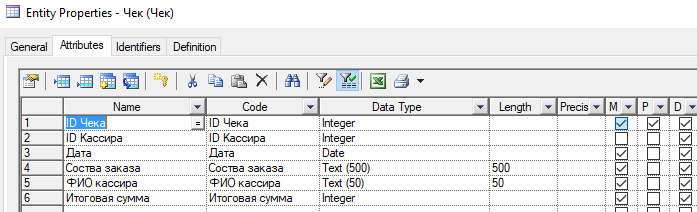 Entity Properties - Чек (Чек)
General Attributes Identifiers Definition
Name Code Data Type Length Precis M P D
1 ID Чека = ID Чека Integer
2 ID Кассира ID Кассира Integer
3 Дата Дата Date
4 Соства заказа Соства заказа Text (500) 500
5 ФИО кассира ФИО кассира Text (50) 50
6 Итоговая сумма Итоговая сумма Integer